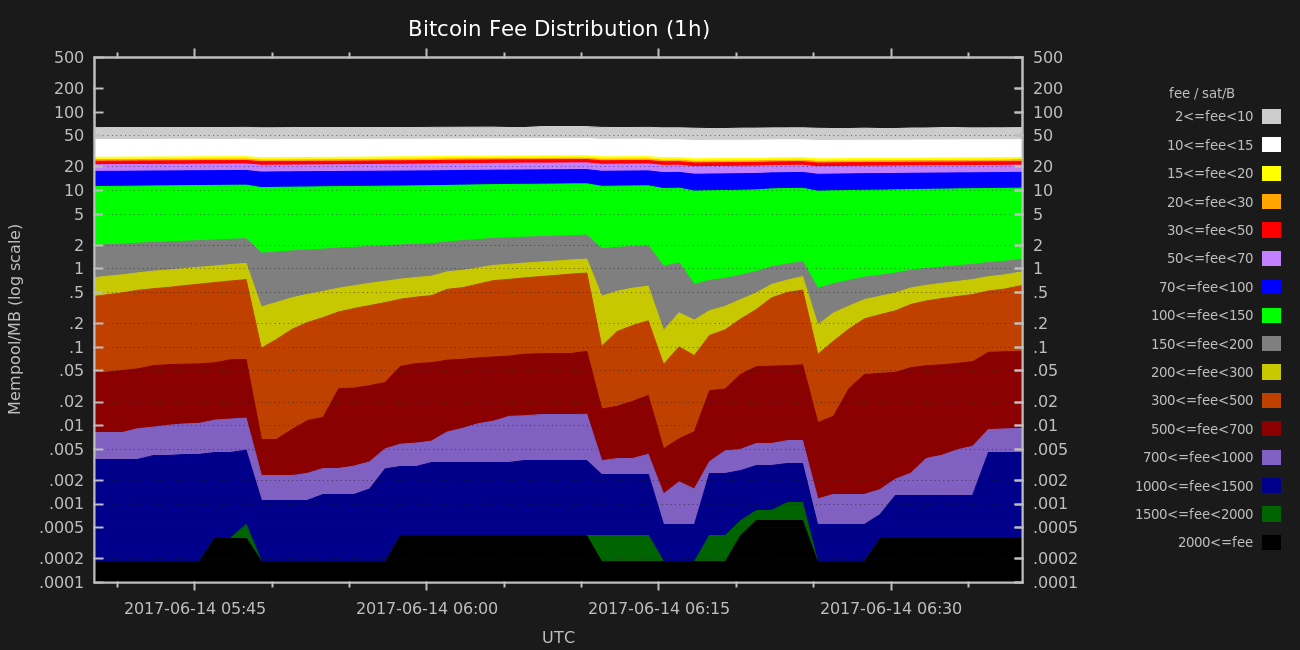 Bitcoin Fee Distribution (1h)
500
200
100
50
20
10
5
2
1
.5
.2
.1
.05
.02
.01
.005
.002
.001
.0005
.0002
.0001
Mempool/MB (log scale)
500
200
100
50
20
10
5
2
1
.5
.2
.1
.05
.02
.01
.005
.002
.001
.0005
.0002
.0001
2017-06-14 05:45
2017-06-14 06:00
2017-06-14 06:15
2017-06-14 06:30
UTC
fee / sat/B
2<=fee<10
10<=fee<15
15<=fee<20
20<=fee<30
30<=fee<50
50<=fee<70
70<=fee<100
100<=fee<150
150<=fee<200
200<=fee<300
300<=fee<500
500<=fee<700
700<=fee<1000
1000<=fee<1500
1500<=fee<2000
2000<=fee